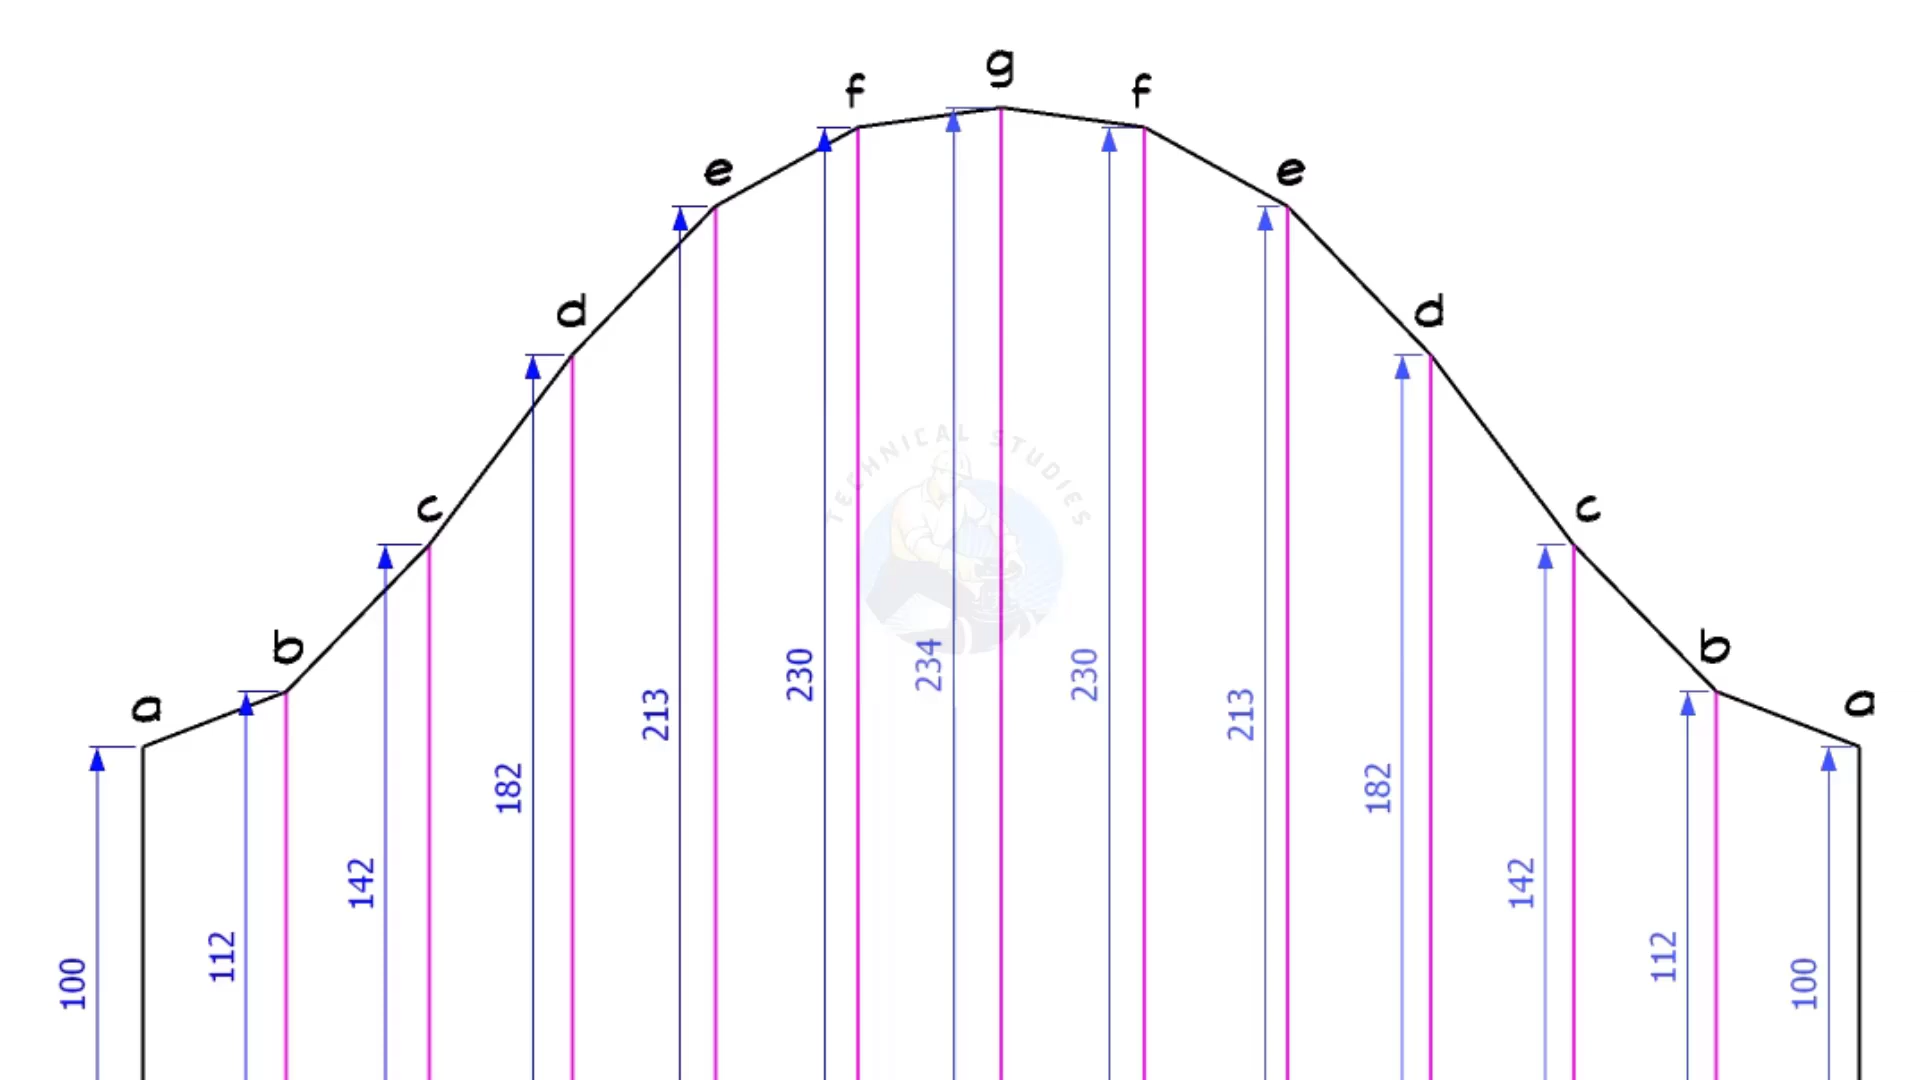 g
f f
e e
d d
c c
b b
a a
TECHNICAL STUDIES
234
230 230
213 213
182 182
142 142
112 112
100 100